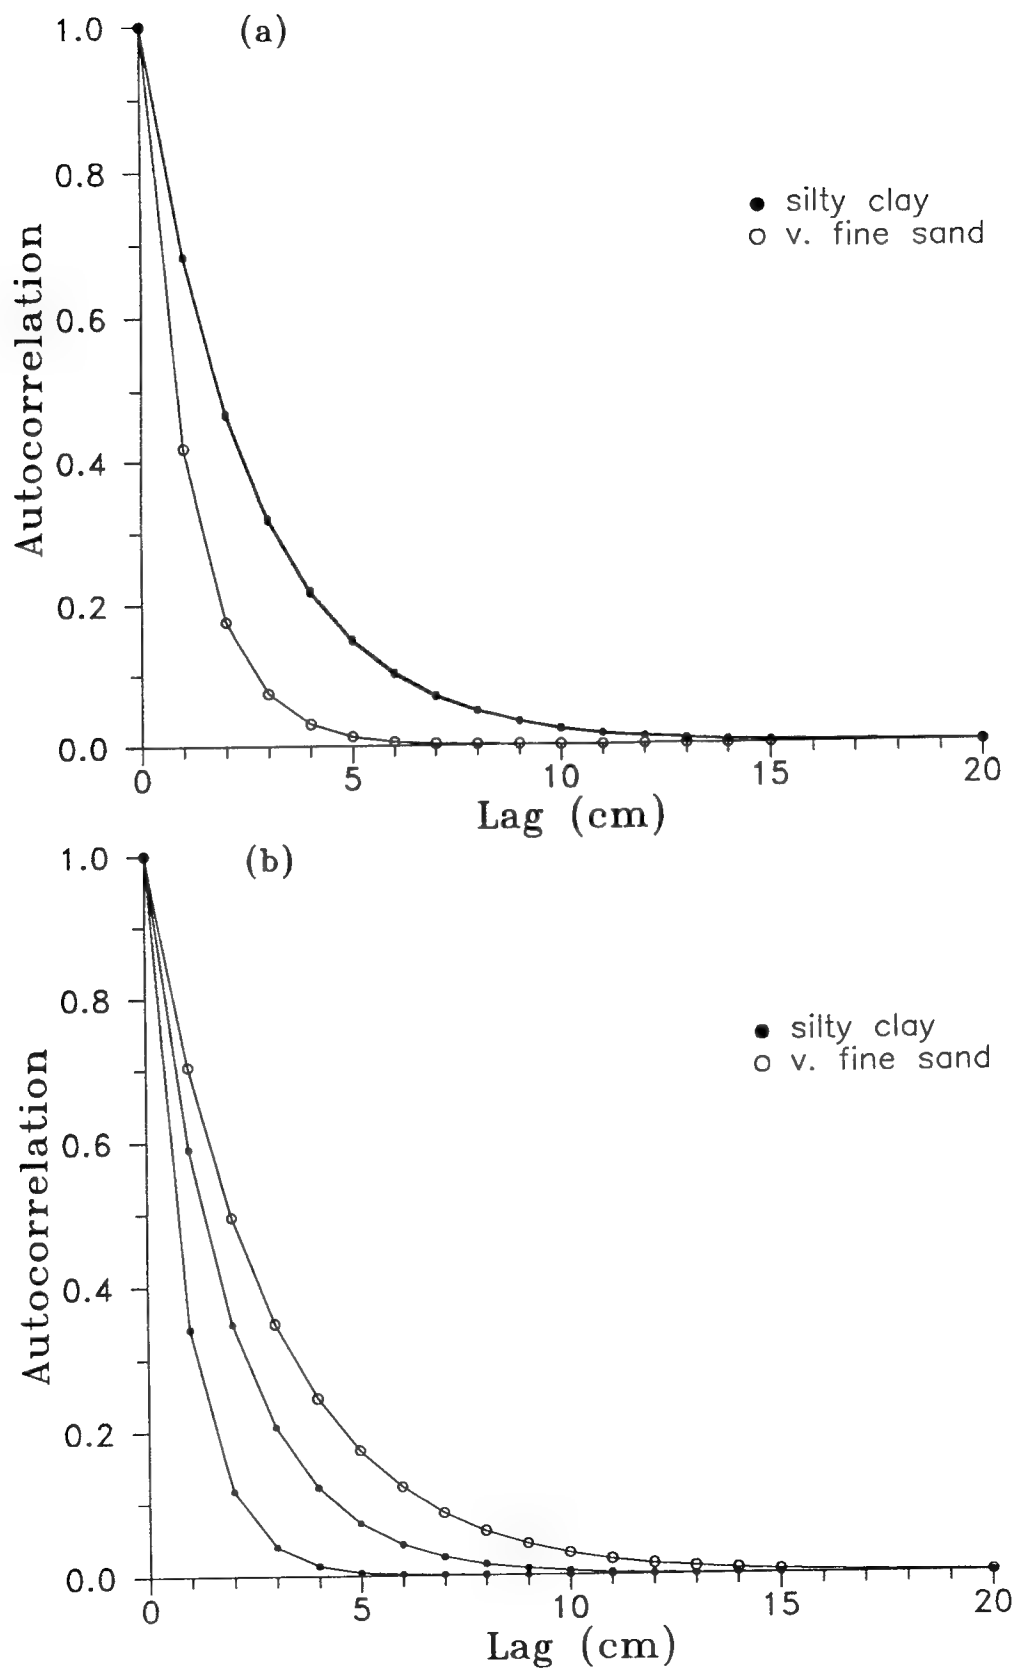 (a)
1.0
0.8
0.6
0.4
0.2
0.0
Autocorrelation
silty clay
v. fine sand
0 5 10 15 20
Lag (cm)
(b)
1.0
0.8
0.6
0.4
0.2
0.0
Autocorrelation
silty clay
v. fine sand
0 5 10 15 20
Lag (cm)